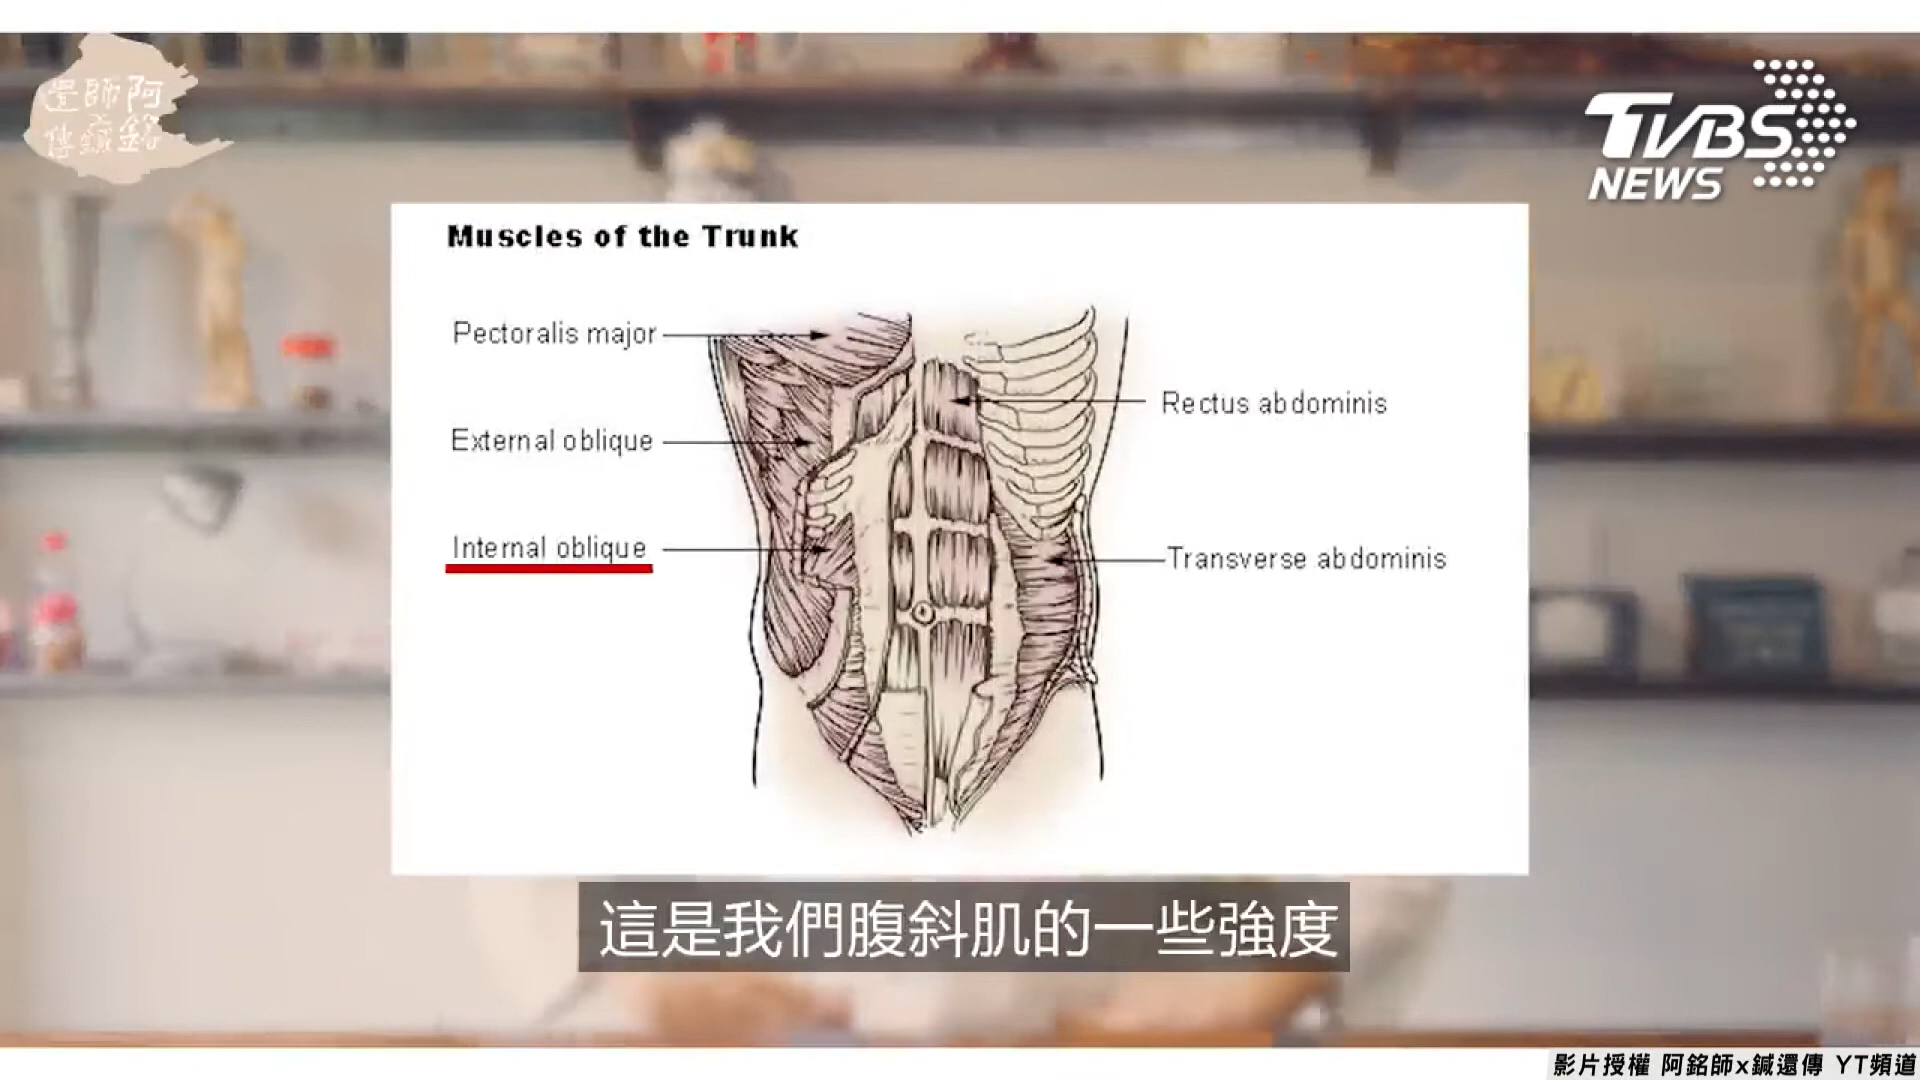 阿銘師
鍼還傳
TVBS
NEWS
Muscles of the Trunk
Pectoralis major
Rectus abdominis
External oblique
Internal oblique
Transverse abdominis
這是我們腹斜肌的一些強度
影片授權 阿銘師x鍼還傳 YT頻道